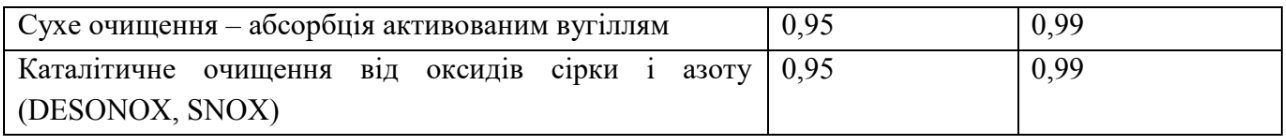 Сухе очищення – абсорбція активованим вугіллям 0,95 0,99
Каталітичне очищення від оксидів сірки і азоту 0,95 0,99
(DESONOX, SNOX)